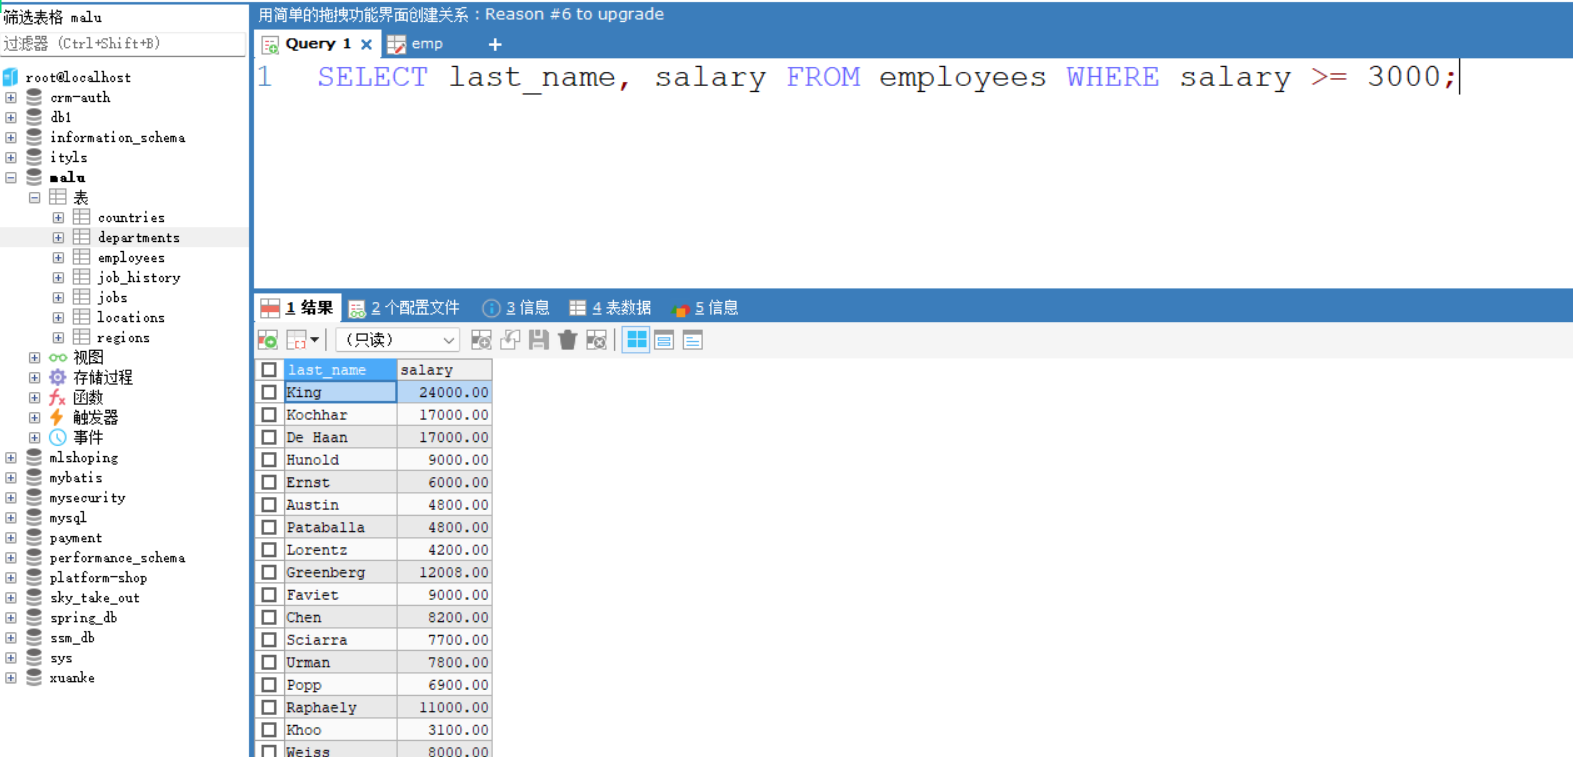 筛选表格 malu
过滤器 (Ctrl+Shift+B)
root@localhost
crm-auth
db1
information_schema
ityls
malu
表
countries
departments
employees
job_history
jobs
locations
regions
视图
存储过程
函数
触发器
事件
mlshoping
mybatis
mysecurity
mysql
payment
performance_schema
platform-shop
sky_take_out
spring_db
ssm_db
sys
xuanke
用简单的拖拽功能界面创建关系：Reason #6 to upgrade
Query 1 emp
1 SELECT last_name, salary FROM employees WHERE salary >= 3000;
1 结果 2 个配置文件 3 信息 4 表数据 5 信息
（只读）
last_name salary
King 24000.00
Kochhar 17000.00
De Haan 17000.00
Hunold 9000.00
Ernst 6000.00
Austin 4800.00
Pataballa 4800.00
Lorentz 4200.00
Greenberg 12008.00
Faviet 9000.00
Chen 8200.00
Sciarra 7700.00
Urman 7800.00
Popp 6900.00
Raphaely 11000.00
Khoo 3100.00
Weiss 8000.00